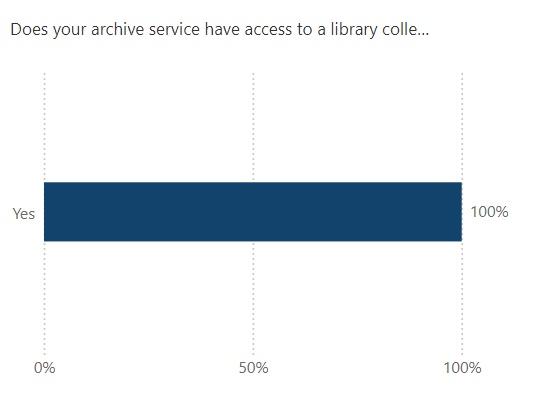 Does your archive service have access to a library colle...
Yes
100%
0%
50%
100%